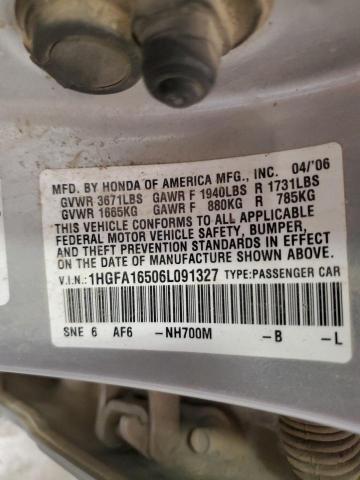 MFD. BY HONDA OF AMERICA MFG., INC. 04/'06
GVWR 3671LBS GAWR F 1940LBS R 1731LBS
GVWR 1665KG GAWR F 880KG R 785KG
THIS VEHICLE CONFORMS TO ALL APPLICABLE
FEDERAL MOTOR VEHICLE SAFETY, BUMPER,
AND THEFT PREVENTION STANDARDS IN EFFECT
ON THE DATE OF MANUFACTURE SHOWN ABOVE.
V.I.N.: 1HGFA16506L091327 TYPE:PASSENGER CAR
SNE 6 AF6 -NH700M -B -L